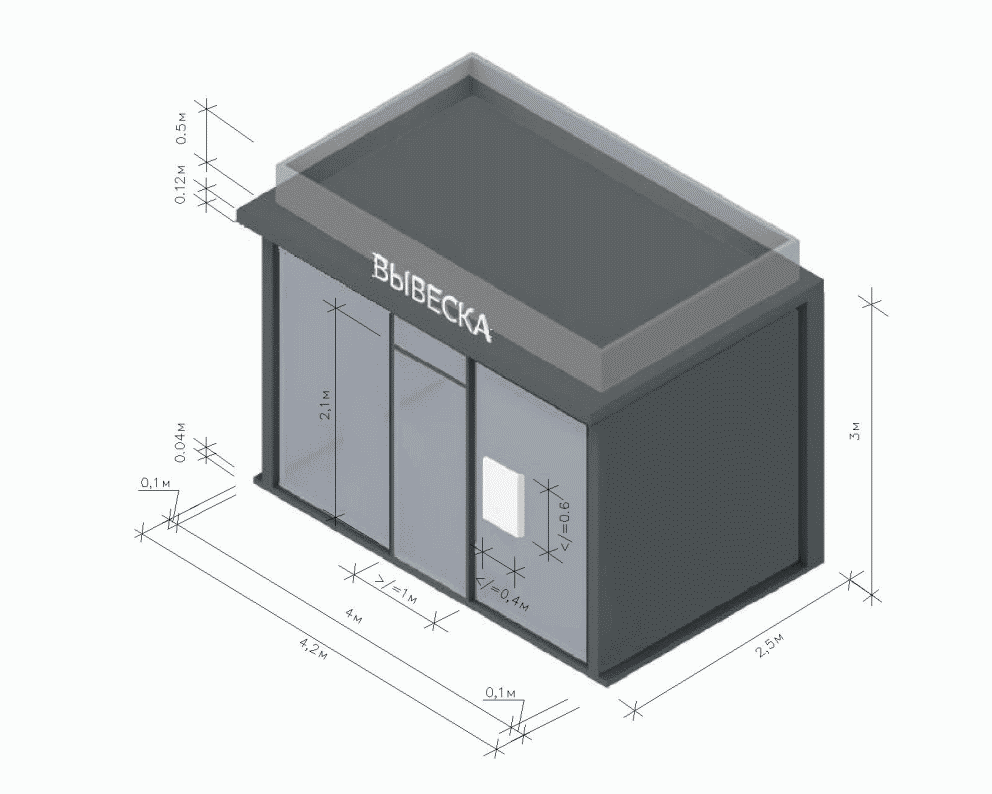 0.5м
0.12м
ВЫВЕСКА
2,1м
3м
0.04м
0,1м
</=0.6
</=0,4м
>/=1м
4м
4,2м
2,5м
0,1м